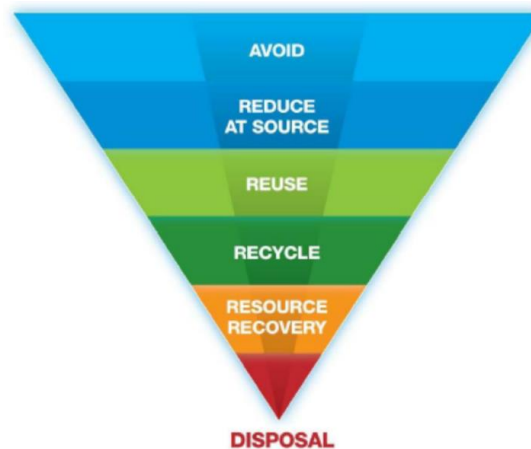 AVOID
REDUCE
AT SOURCE
REUSE
RECYCLE
RESOURCE
RECOVERY
DISPOSAL